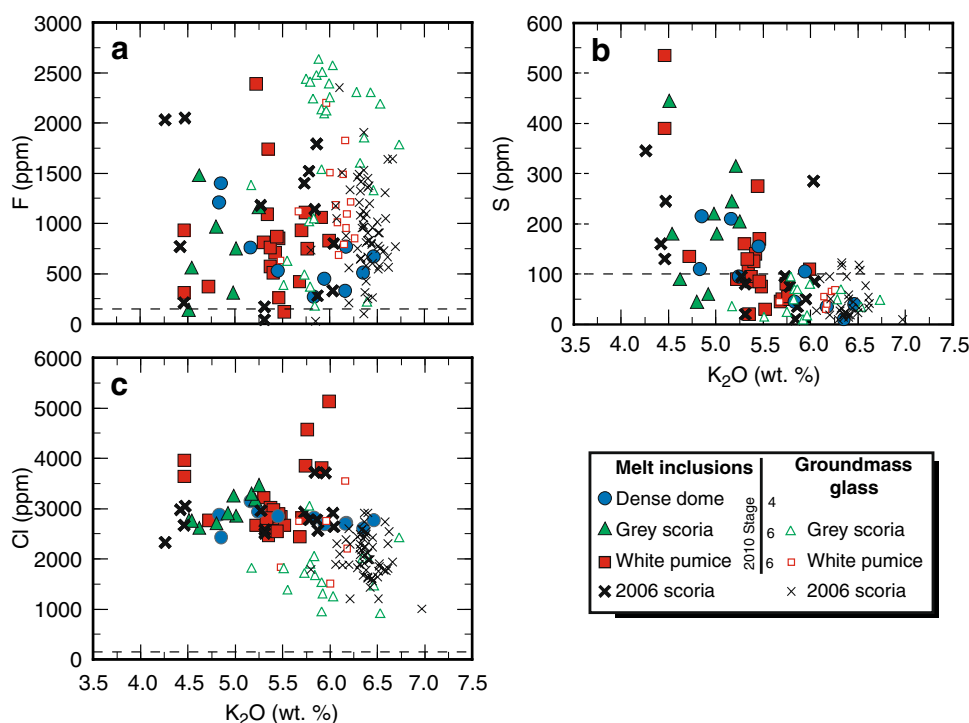 a
3000
2500
2000
1500
1000
500
0
F (ppm)
b
600
500
400
300
200
100
0
S (ppm)
3.5 4.0 4.5 5.0 5.5 6.0 6.5 7.0 7.5
K2O (wt. %)
c
6000
5000
4000
3000
2000
1000
0
Cl (ppm)
3.5 4.0 4.5 5.0 5.5 6.0 6.5 7.0 7.5
K2O (wt. %)
Melt inclusions
Groundmass glass
2010 Stage
Dense dome 4
Grey scoria 6 Grey scoria
White pumice 6 White pumice
2006 scoria 2006 scoria